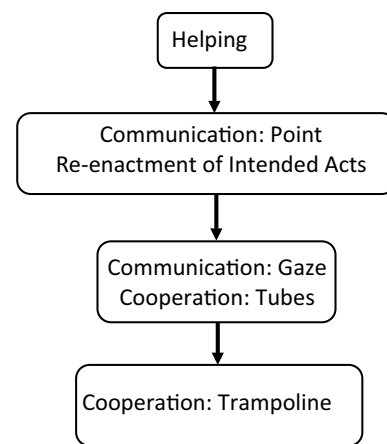 Helping
Communication: Point
Re-enactment of Intended Acts
Communication: Gaze
Cooperation: Tubes
Cooperation: Trampoline